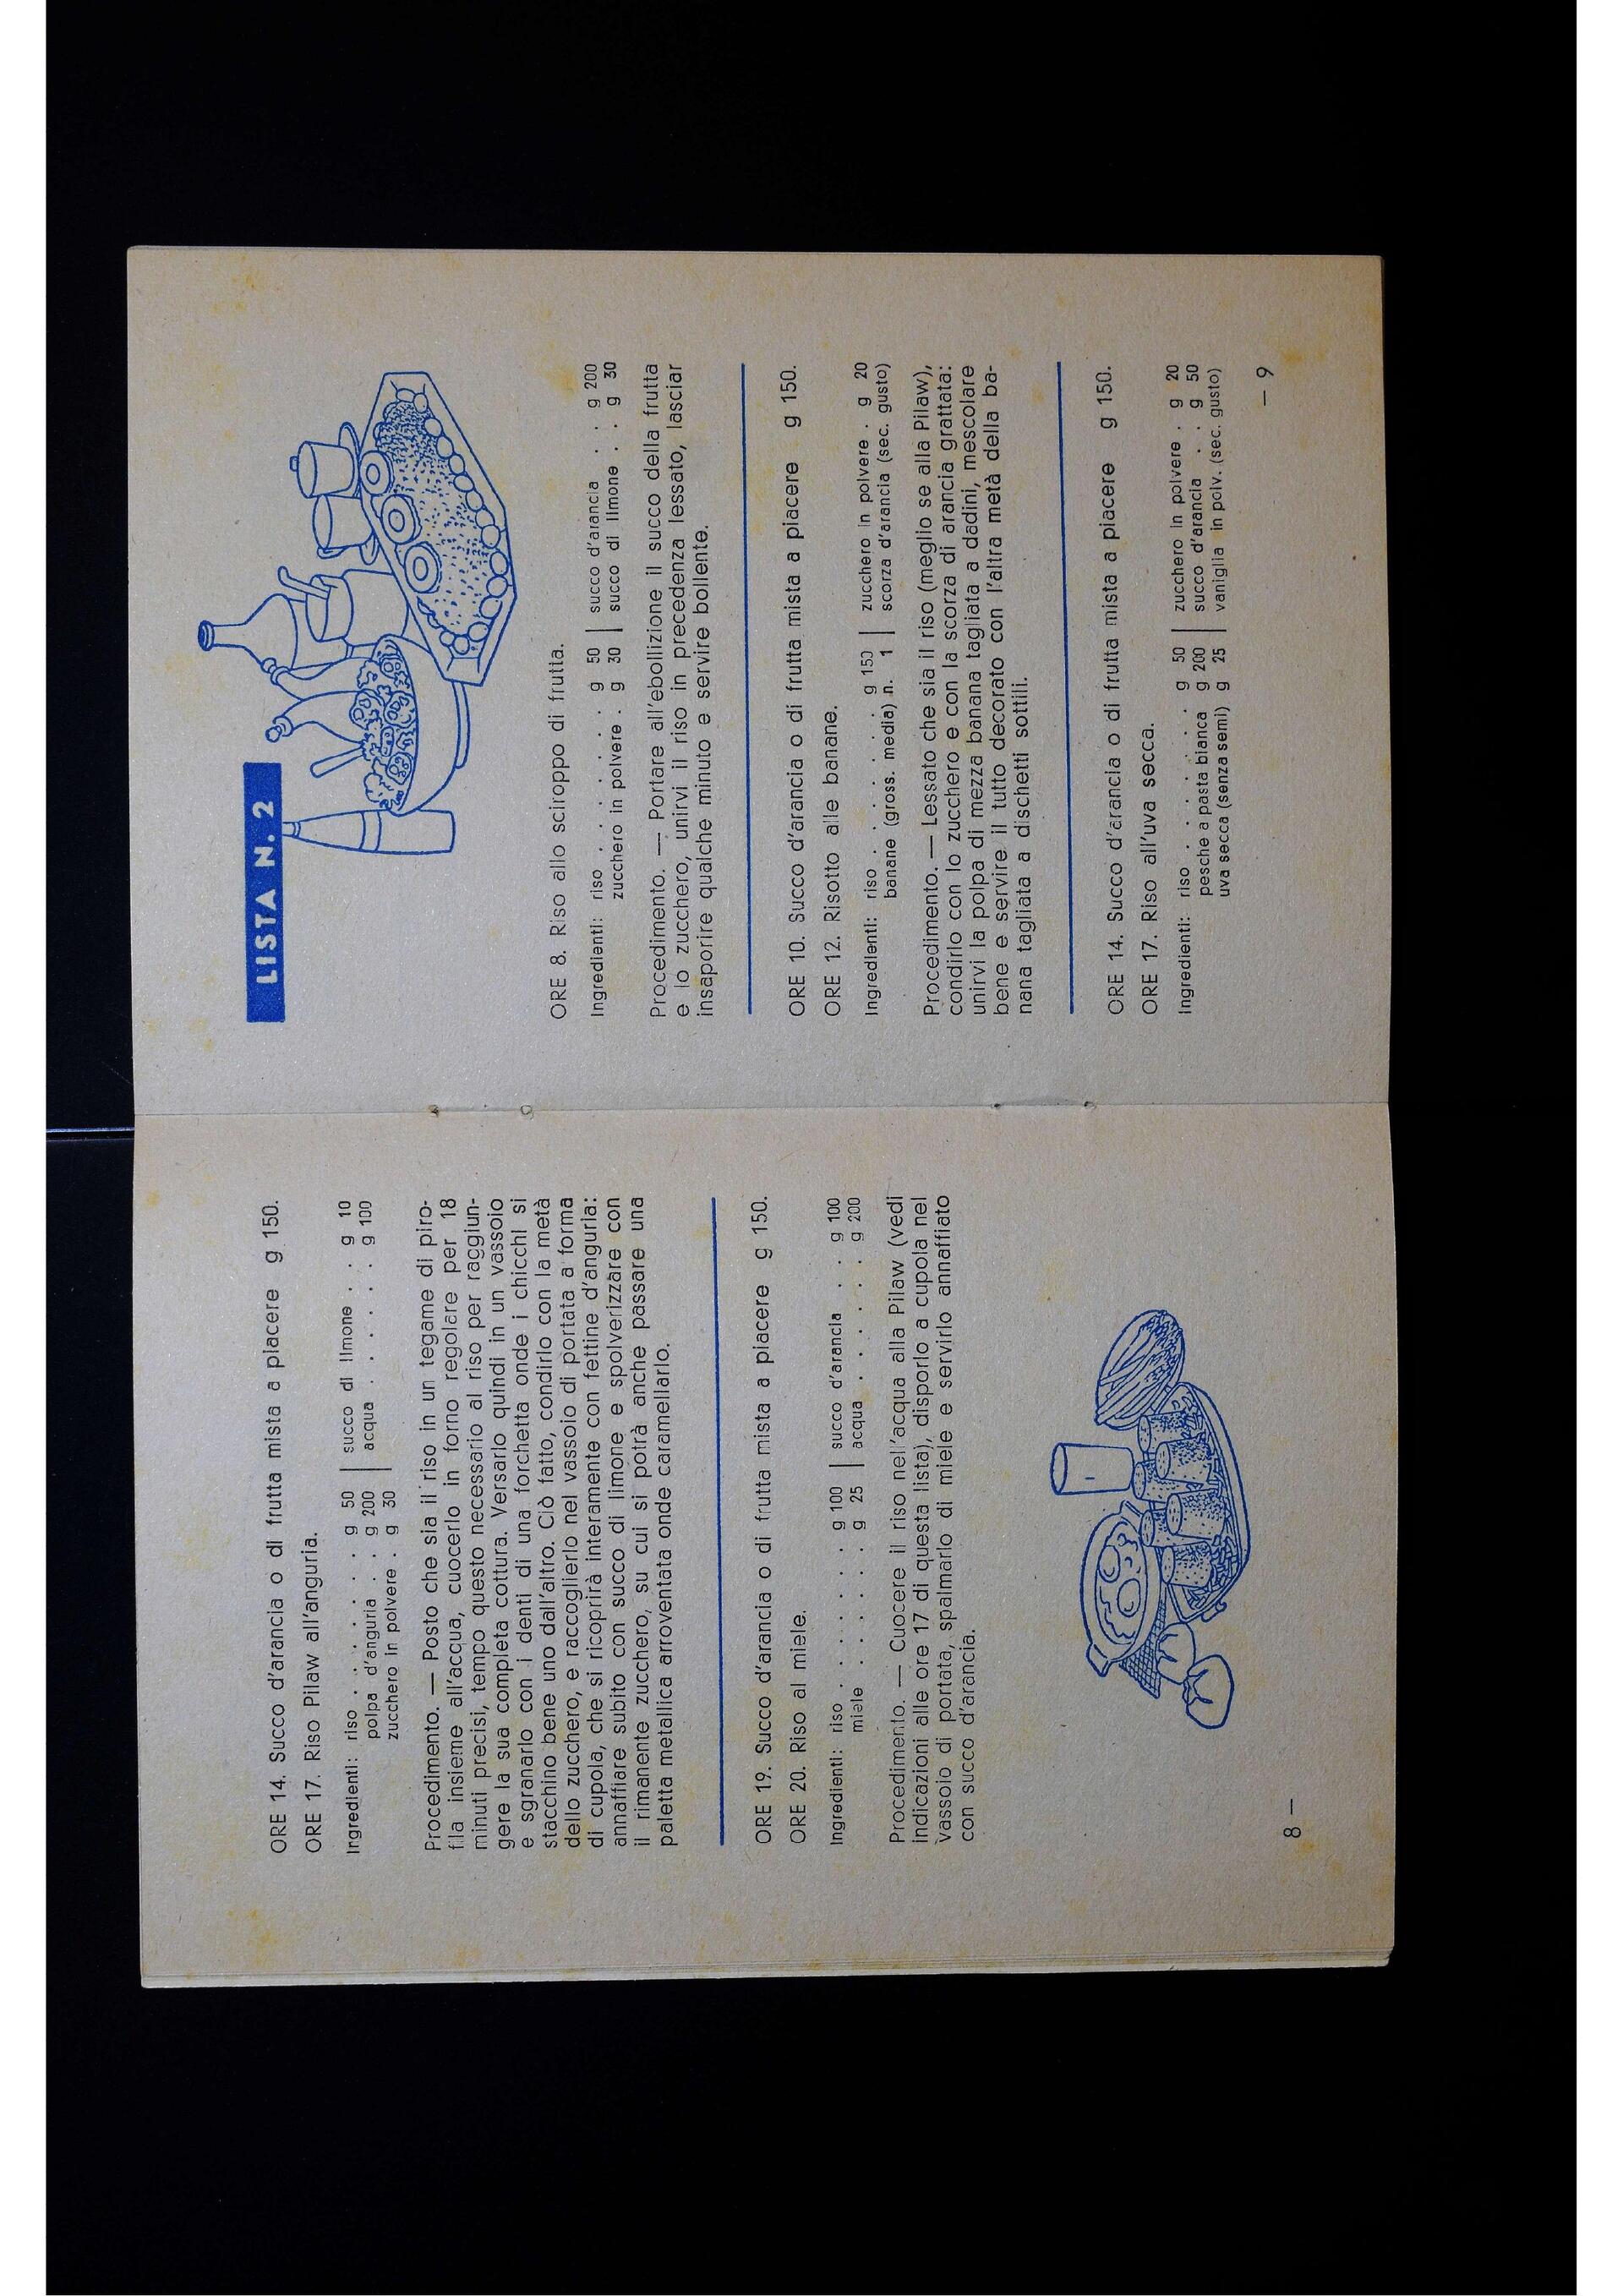 ORE 14. Succo d'arancia o di frutta mista a piacere g 150.
ORE 17. Riso Pilaw all'anguria.
Ingredienti: riso . . . . . . g 50 | succo di limone . . g 10
polpa d'anguria . . g 200 | acqua . . . . . . g 100
zucchero in polvere . g 30
Procedimento. — Posto che sia il riso in un tegame di piro-
fila insieme all'acqua, cuocerlo in forno regolare per 18
minuti precisi, tempo questo necessario al riso per raggiun-
gere la sua completa cottura. Versarlo quindi in un vassoio
e sgranarlo con i denti di una forchetta onde i chicchi si
stacchino bene uno dall'altro. Ciò fatto, condirlo con la metà
dello zucchero, e raccoglierlo nel vassoio di portata a forma
di cupola, che si ricoprirà interamente con fettine d'anguria:
annaffiare subito con succo di limone e spolverizzare con
il rimanente zucchero, su cui si potrà anche passare una
paletta metallica arroventata onde caramellarlo.
ORE 19. Succo d'arancia o di frutta mista a piacere g 150.
ORE 20. Riso al miele.
Ingredienti: riso . . . . . . . g 100 | succo d'arancia . . g 100
miele . . . . . . g 25 | acqua . . . . . . g 200
Procedimento. — Cuocere il riso nell'acqua alla Pilaw (vedi
indicazioni alle ore 17 di questa lista), disporlo a cupola nel
vassoio di portata, spalmarlo di miele e servirlo annaffiato
con succo d'arancia.
8 —
LISTA N. 2
ORE 8. Riso allo sciroppo di frutta.
Ingredienti: riso . . . . . . . g 50 | succo d'arancia . . g 200
zucchero in polvere . g 30 | succo di limone . . g 30
Procedimento. — Portare all'ebollizione il succo della frutta
e lo zucchero, unirvi il riso in precedenza lessato, lasciar
insaporire qualche minuto e servire bollente.
ORE 10. Succo d'arancia o di frutta mista a piacere g 150.
ORE 12. Risotto alle banane.
Ingredienti: riso . . . . . . . g 150 | zucchero in polvere . g 20
banane (gross. media) n. 1 | scorza d'arancia (sec. gusto)
Procedimento. — Lessato che sia il riso (meglio se alla Pilaw),
condirlo con lo zucchero e con la scorza di arancia grattata:
unirvi la polpa di mezza banana tagliata a dadini, mescolare
bene e servire il tutto decorato con l'altra metà della ba-
nana tagliata a dischetti sottili.
ORE 14. Succo d'arancia o di frutta mista a piacere g 150.
ORE 17. Riso all'uva secca.
Ingredienti: riso . . . . . . . g 50 | zucchero in polvere . g 20
pesche a pasta bianca g 200 | succo d'arancia . . g 50
uva secca (senza semi) g 25 | vaniglia in polv. (sec. gusto)
— 9